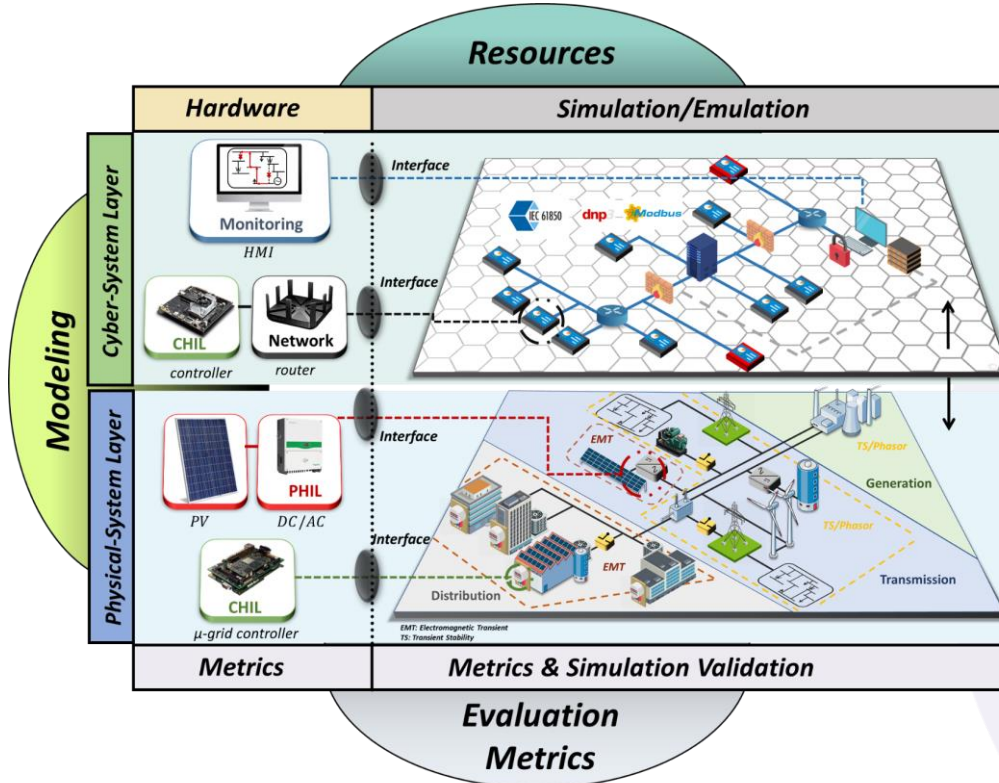 Resources
Hardware
Simulation/Emulation
Modeling
Cyber-System Layer
Interface
Monitoring
HMI
IEC 61850
dnp3
Modbus
Interface
CHIL
Network
controller
router
Physical-System Layer
Interface
PHIL
PV
DC/AC
EMT
TS/Phasor
Generation
TS/Phasor
Interface
EMT
CHIL
μ-grid controller
Distribution
Transmission
EMT: Electromagnetic Transient
TS: Transient Stability
Metrics
Metrics & Simulation Validation
Evaluation
Metrics